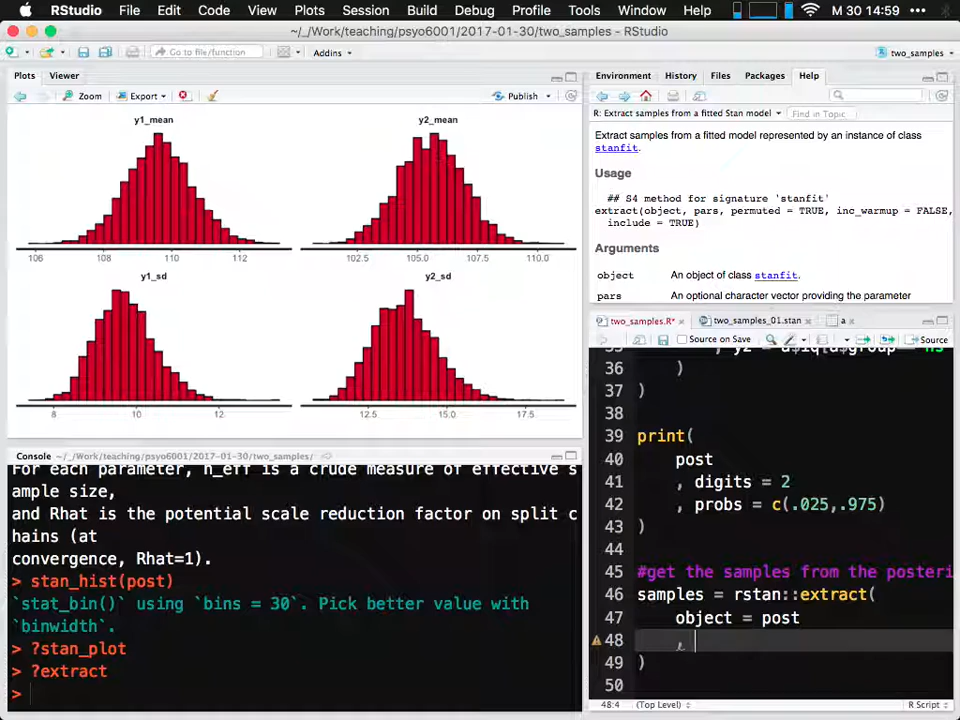 RStudio File Edit Code View Plots Session Build Debug Profile Tools Window Help M 30 14:59
~/_/Work/teaching/psyo6001/2017-01-30/two_samples - RStudio
Go to file/function Addins two_samples
Plots Viewer
Zoom Export Publish
y1_mean y2_mean
106 108 110 112 102.5 105.0 107.5 110.0
y1_sd y2_sd
8 10 12. 12.5 15.0 17.5
Console ~/_/Work/teaching/psyo6001/2017-01-30/two_samples/
For each parameter, n_eff is a crude measure of effective s
ample size,
and Rhat is the potential scale reduction factor on split c
hains (at
convergence, Rhat=1).
> stan_hist(post)
`stat_bin()` using `bins = 30`. Pick better value with
`binwidth`.
> ?stan_plot
> ?extract
>
Environment History Files Packages Help
R: Extract samples from a fitted Stan model Find in Topic
Extract samples from a fitted model represented by an instance of class
stanfit.
Usage
## S4 method for signature 'stanfit'
extract(object, pars, permuted = TRUE, inc_warmup = FALSE,
include = TRUE)
Arguments
object An object of class stanfit.
pars An optional character vector providing the parameter
two_samples.R* two_samples_01.stan a
Source on Save Source
36 )
37 )
38
39 print(
40 post
41 , digits = 2
42 , probs = c(.025,.975)
43 )
44
45 #get the samples from the posteri
46 samples = rstan::extract(
47 object = post
48 ,
49 )
50
48:4 (Top Level) R Script